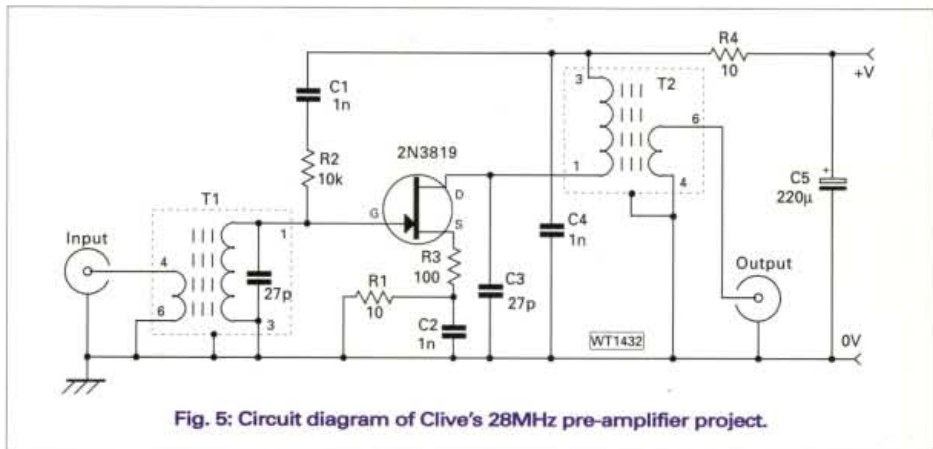 R4
10
+V
3
T2
C1
1n
6
2N3819
R2
10k
1
4
C5
+
220µ
D
T1
G
C4
1n
S
Input
1
R3
100
C3
27p
Output
4
27p
R1
10
6
3
C2
1n
WT1432
0V
Fig. 5: Circuit diagram of Clive's 28MHz pre-amplifier project.